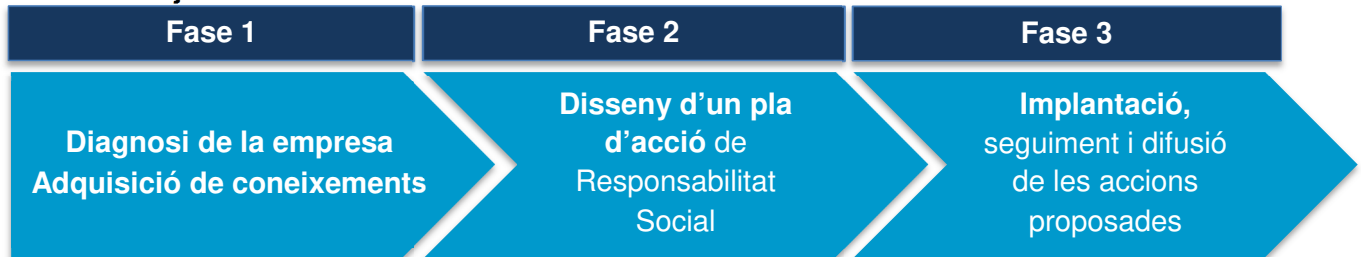 Fase 1
Fase 2
Fase 3
Diagnosi de la empresa
Adquisició de coneixements
Disseny d’un pla
d’acció de
Responsabilitat
Social
Implantació,
seguiment i difusió
de les accions
proposades